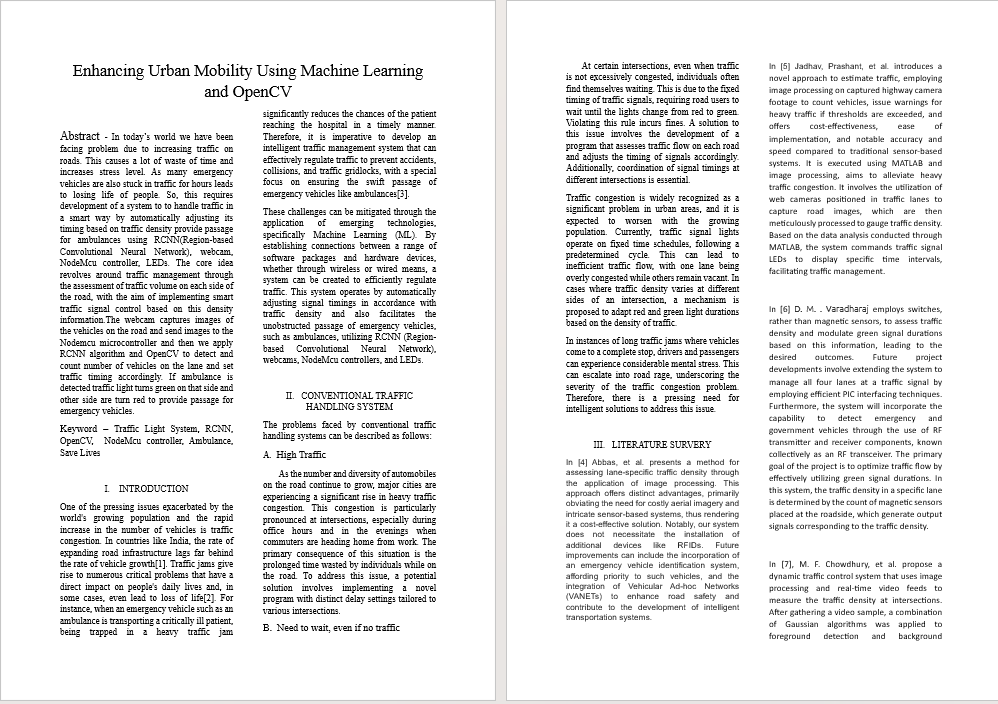 Enhancing Urban Mobility Using Machine Learning
and OpenCV
Abstract - In today's world we have been
facing problem due to increasing traffic on
roads. This causes a lot of waste of time and
increases stress level. As many emergency
vehicles are also stuck in traffic for hours leads
to losing life of people. So, this requires
development of a system to to handle traffic in
a smart way by automatically adjusting its
timing based on traffic density provide passage
for ambulances using RCNN(Region-based
Convolutional Neural Network), webcam,
NodeMcu controller, LEDs. The core idea
revolves around traffic management through
the assessment of traffic volume on each side of
the road, with the aim of implementing smart
traffic signal control based on this density
information.The webcam captures images of
the vehicles on the road and send images to the
Nodemcu microcontroller and then we apply
RCNN algorithm and OpenCV to detect and
count number of vehicles on the lane and set
traffic timing accordingly. If ambulance is
detected traffic light turns green on that side and
other side are turn red to provide passage for
emergency vehicles.
Keyword – Traffic Light System, RCNN,
OpenCV, NodeMcu controller, Ambulance,
Save Lives
I. INTRODUCTION
One of the pressing issues exacerbated by the
world's growing population and the rapid
increase in the number of vehicles is traffic
congestion. In countries like India, the rate of
expanding road infrastructure lags far behind
the rate of vehicle growth[1]. Traffic jams give
rise to numerous critical problems that have a
direct impact on people's daily lives and, in
some cases, even lead to loss of life[2]. For
instance, when an emergency vehicle such as an
ambulance is transporting a critically ill patient,
being trapped in a heavy traffic jam
significantly reduces the chances of the patient
reaching the hospital in a timely manner.
Therefore, it is imperative to develop an
intelligent traffic management system that can
effectively regulate traffic to prevent accidents,
collisions, and traffic gridlocks, with a special
focus on ensuring the swift passage of
emergency vehicles like ambulances[3].
These challenges can be mitigated through the
application of emerging technologies,
specifically Machine Learning (ML). By
establishing connections between a range of
software packages and hardware devices,
whether through wireless or wired means, a
system can be created to efficiently regulate
traffic. This system operates by automatically
adjusting signal timings in accordance with
traffic density and also facilitates the
unobstructed passage of emergency vehicles,
such as ambulances, utilizing RCNN (Region-
based Convolutional Neural Network),
webcams, NodeMcu controllers, and LEDs.
II. CONVENTIONAL TRAFFIC
HANDLING SYSTEM
The problems faced by conventional traffic
handling systems can be described as follows:
A. High Traffic
As the number and diversity of automobiles
on the road continue to grow, major cities are
experiencing a significant rise in heavy traffic
congestion. This congestion is particularly
pronounced at intersections, especially during
office hours and in the evenings when
commuters are heading home from work. The
primary consequence of this situation is the
prolonged time wasted by individuals while on
the road. To address this issue, a potential
solution involves implementing a novel
program with distinct delay settings tailored to
various intersections.
B. Need to wait, even if no traffic
At certain intersections, even when traffic
is not excessively congested, individuals often
find themselves waiting. This is due to the fixed
timing of traffic signals, requiring road users to
wait until the lights change from red to green.
Violating this rule incurs fines. A solution to
this issue involves the development of a
program that assesses traffic flow on each road
and adjusts the timing of signals accordingly.
Additionally, coordination of signal timings at
different intersections is essential.
Traffic congestion is widely recognized as a
significant problem in urban areas, and it is
expected to worsen with the growing
population. Currently, traffic signal lights
operate on fixed time schedules, following a
predetermined cycle. This can lead to
inefficient traffic flow, with one lane being
overly congested while others remain vacant. In
cases where traffic density varies at different
sides of an intersection, a mechanism is
proposed to adapt red and green light durations
based on the density of traffic.
In instances of long traffic jams where vehicles
come to a complete stop, drivers and passengers
can experience considerable mental stress. This
can escalate into road rage, underscoring the
severity of the traffic congestion problem.
Therefore, there is a pressing need for
intelligent solutions to address this issue.
III. LITERATURE SURVERY
In [4] Abbas, et al. presents a method for
assessing lane-specific traffic density through
the application of image processing. This
approach offers distinct advantages, primarily
obviating the need for costly aerial imagery and
intricate sensor-based systems, thus rendering
it a cost-effective solution. Notably, our system
does not necessitate the installation of
additional devices like RFIDs. Future
improvements can include the incorporation of
an emergency vehicle identification system,
affording priority to such vehicles, and the
integration of Vehicular Ad-hoc Networks
(VANETs) to enhance road safety and
contribute to the development of intelligent
transportation systems.
In [5] Jadhav, Prashant, et al. introduces a
novel approach to estimate traffic, employing
image processing on captured highway camera
footage to count vehicles, issue warnings for
heavy traffic if thresholds are exceeded, and
offers cost-effectiveness, ease of
implementation, and notable accuracy and
speed compared to traditional sensor-based
systems. It is executed using MATLAB and
image processing, aims to alleviate heavy
traffic congestion. It involves the utilization of
web cameras positioned in traffic lanes to
capture road images, which are then
meticulously processed to gauge traffic density.
Based on the data analysis conducted through
MATLAB, the system commands traffic signal
LEDs to display specific time intervals,
facilitating traffic management.
In [6] D. M. . Varadharaj employs switches,
rather than magnetic sensors, to assess traffic
density and modulate green signal durations
based on this information, leading to the
desired outcomes. Future project
developments involve extending the system to
manage all four lanes at a traffic signal by
employing efficient PIC interfacing techniques.
Furthermore, the system will incorporate the
capability to detect emergency and
government vehicles through the use of RF
transmitter and receiver components, known
collectively as an RF transceiver. The primary
goal of the project is to optimize traffic flow by
effectively utilizing green signal durations. In
this system, the traffic density in a specific lane
is determined by the count of magnetic sensors
placed at the roadside, which generate output
signals corresponding to the traffic density.
In [7], M. F. Chowdhury, et al. propose a
dynamic traffic control system that uses image
processing and real-time video feeds to
measure the traffic density at intersections.
After gathering a video sample, a combination
of Gaussian algorithms was applied to
foreground detection and background